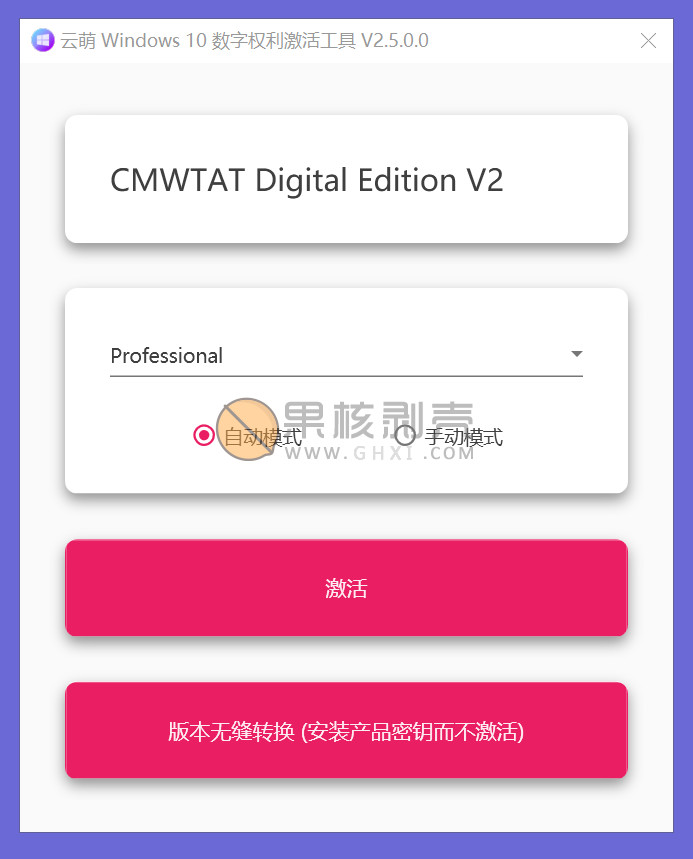 云萌 Windows 10 数字权利激活工具 V2.5.0.0
CMWTAT Digital Edition V2
Professional
果核剥壳
自动模式 手动模式
WWW.GHXI.COM
激活
版本无缝转换 (安装产品密钥而不激活)